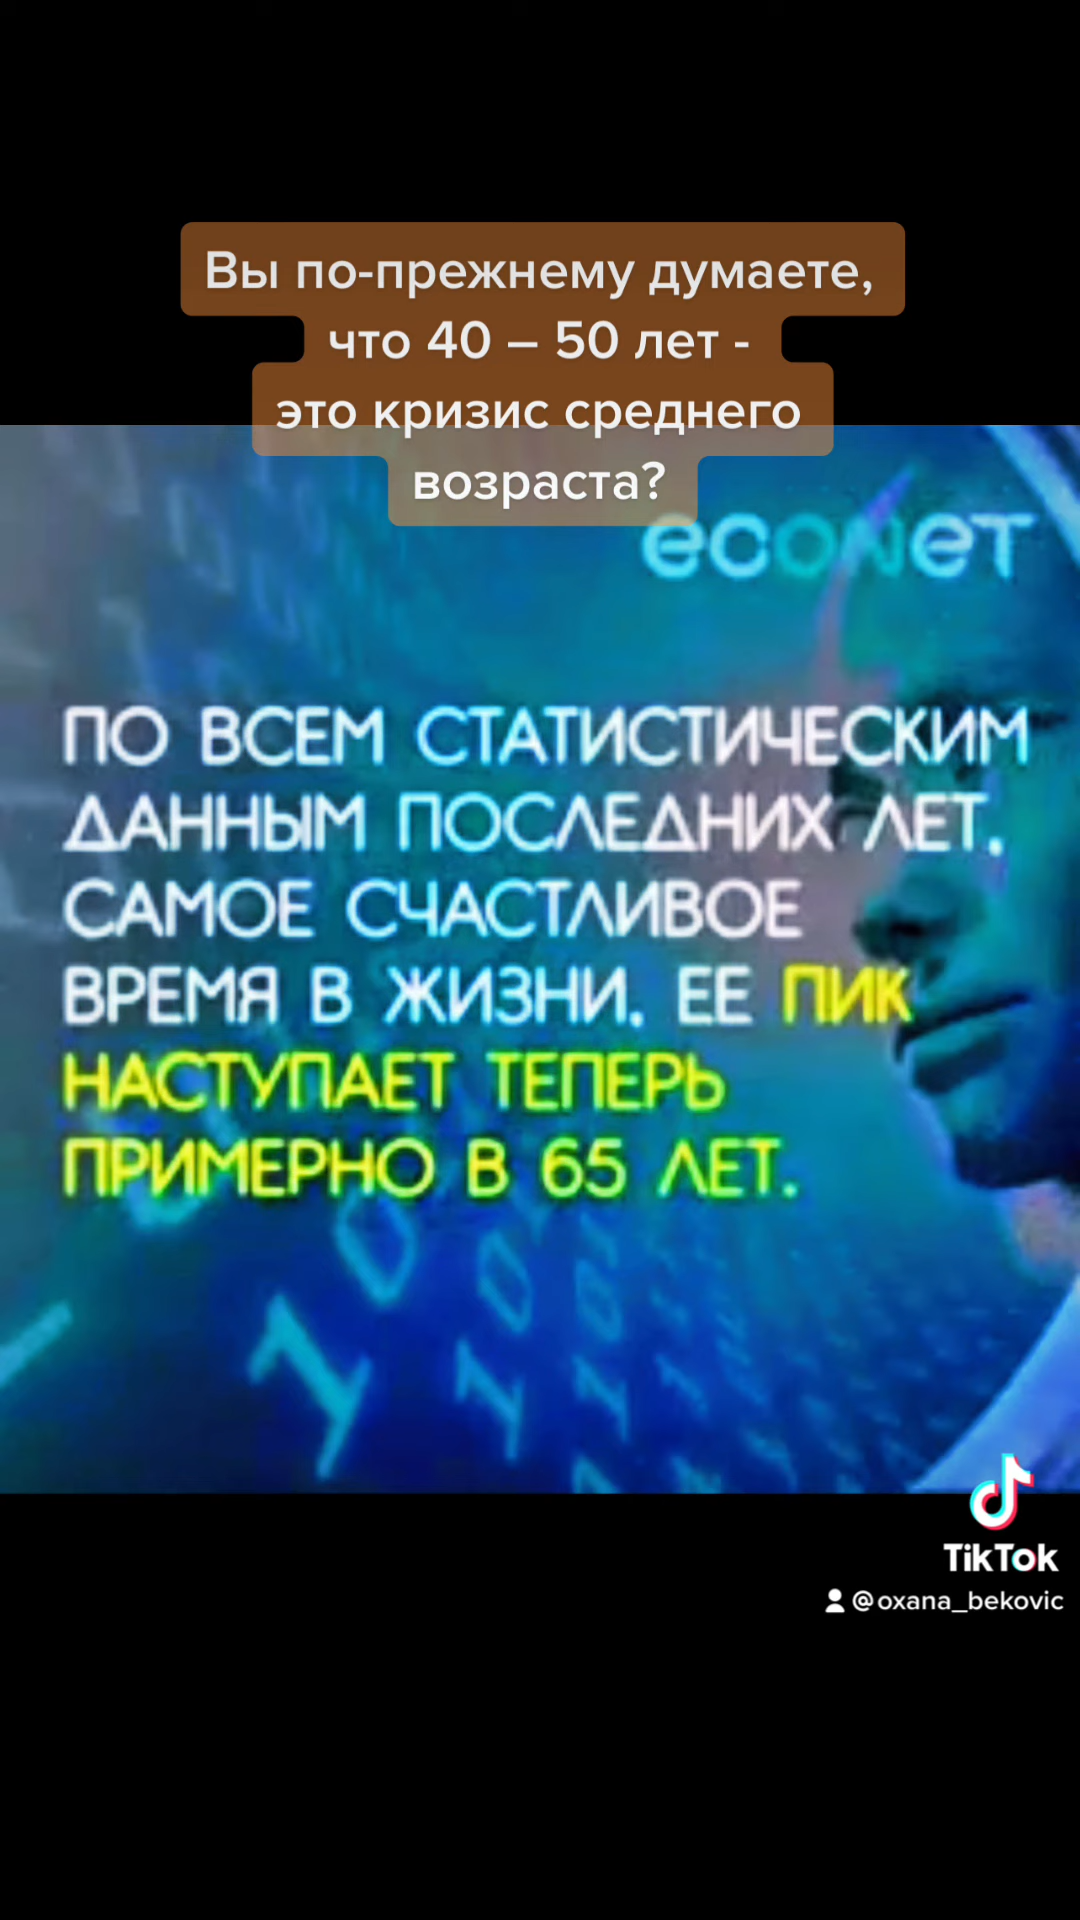 Вы по-прежнему думаете,
что 40 – 50 лет -
это кризис среднего
возраста?
econet
ПО ВСЕМ СТАТИСТИЧЕСКИМ
ДАННЫМ ПОСЛЕДНИХ ЛЕТ.
САМОЕ СЧАСТЛИВОЕ
ВРЕМЯ В ЖИЗНИ. ЕЕ ПИК
НАСТУПАЕТ ТЕПЕРЬ
ПРИМЕРНО В 65 ЛЕТ.
TikTok
@oxana_bekovic